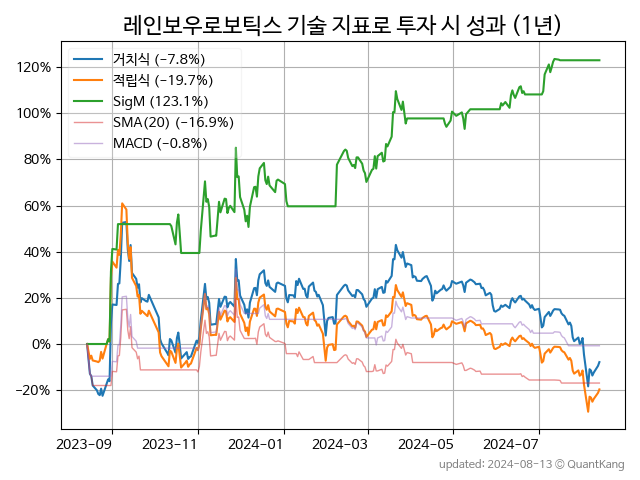 레인보우로보틱스 기술 지표로 투자 시 성과 (1년)
거치식 (−7.8%)
적립식 (−19.7%)
SigM (123.1%)
SMA(20) (−16.9%)
MACD (−0.8%)
120%
100%
80%
60%
40%
20%
0%
−20%
2023-09 2023-11 2024-01 2024-03 2024-05 2024-07
updated: 2024-08-13 © QuantKang